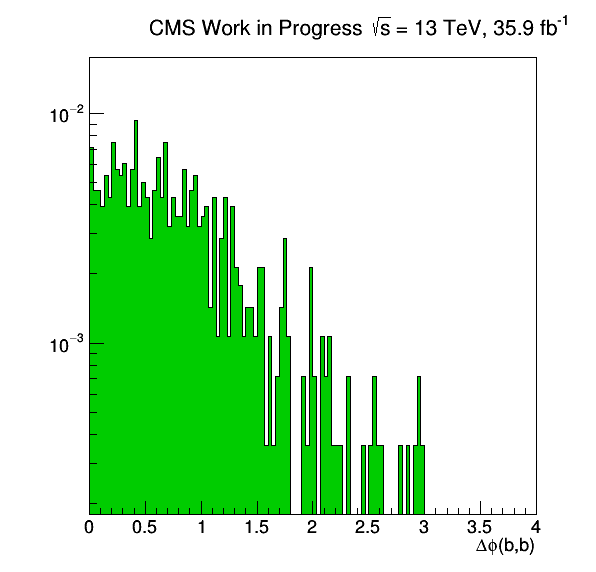 CMS Work in Progress √s = 13 TeV, 35.9 fb⁻¹
10⁻²
10⁻³
0 0.5 1 1.5 2 2.5 3 3.5 4
Δϕ(b,b)